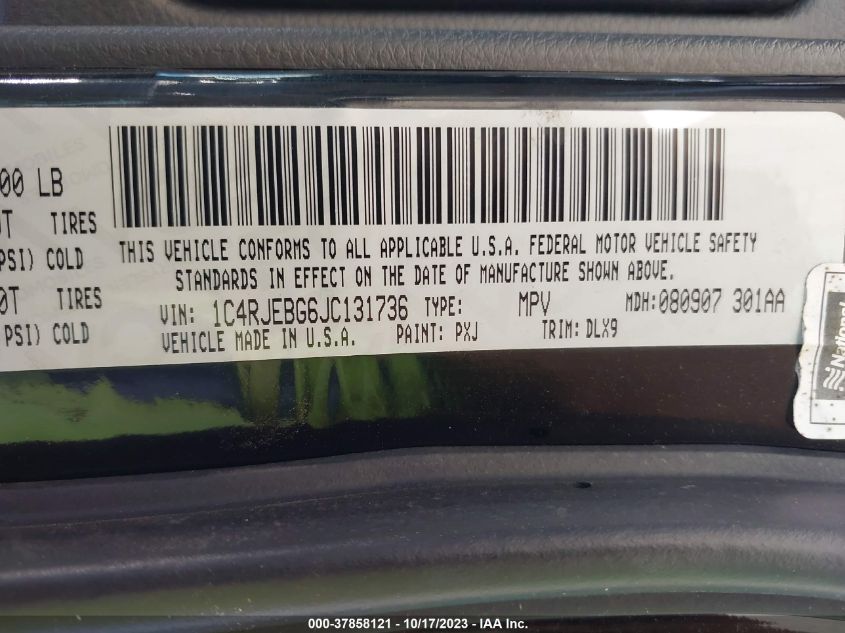 00 LB
TIRES
PSI) COLD
0T TIRES
PSI) COLD
THIS VEHICLE CONFORMS TO ALL APPLICABLE U.S.A. FEDERAL MOTOR VEHICLE SAFETY
STANDARDS IN EFFECT ON THE DATE OF MANUFACTURE SHOWN ABOVE.
VIN: 1C4RJEBG6JC131736 TYPE: MPV MDH:080907 301AA
VEHICLE MADE IN U.S.A. PAINT: PXJ TRIM: DLX9
National
000-37858121 - 10/17/2023 - IAA Inc.